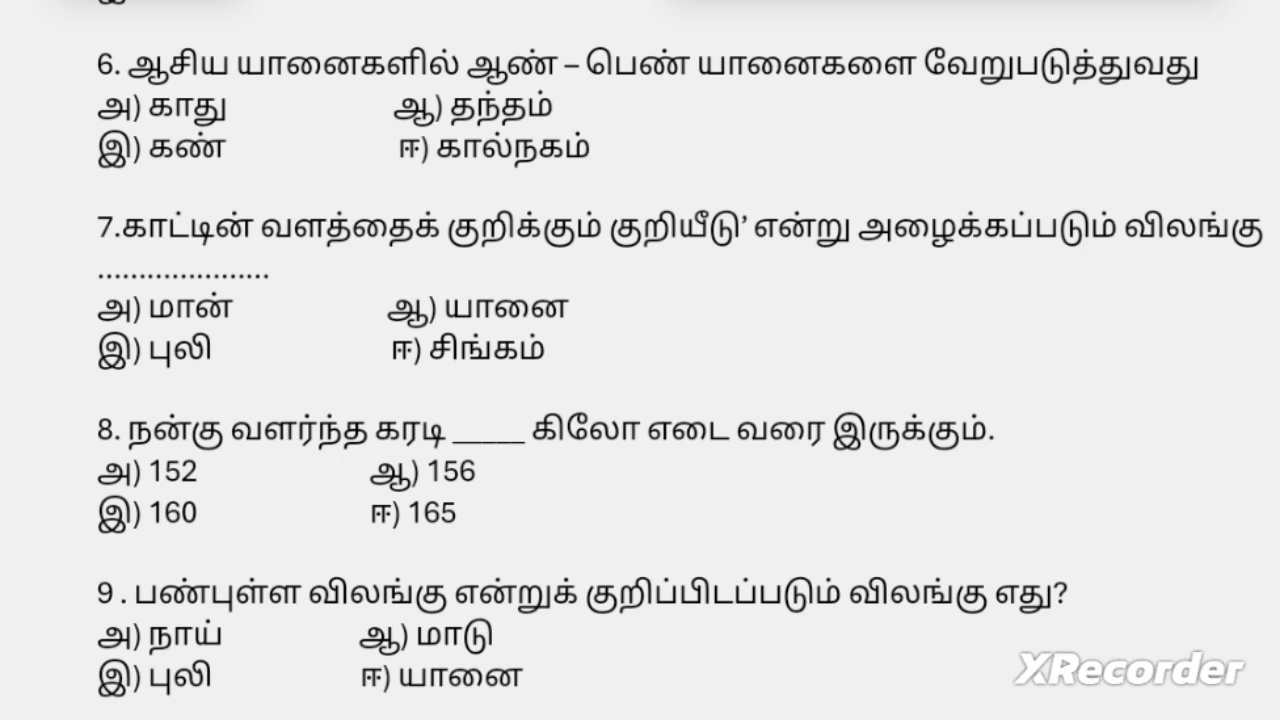 6. ஆசிய யானைகளில் ஆண் – பெண் யானைகளை வேறுபடுத்துவது
அ) காது ஆ) தந்தம்
இ) கண் ஈ) கால்நகம்
7.காட்டின் வளத்தைக் குறிக்கும் குறியீடு’ என்று அழைக்கப்படும் விலங்கு
.....................
அ) மான் ஆ) யானை
இ) புலி ஈ) சிங்கம்
8. நன்கு வளர்ந்த கரடி _____ கிலோ எடை வரை இருக்கும்.
அ) 152 ஆ) 156
இ) 160 ஈ) 165
9 . பண்புள்ள விலங்கு என்றுக் குறிப்பிடப்படும் விலங்கு எது?
அ) நாய் ஆ) மாடு
இ) புலி ஈ) யானை
XRecorder